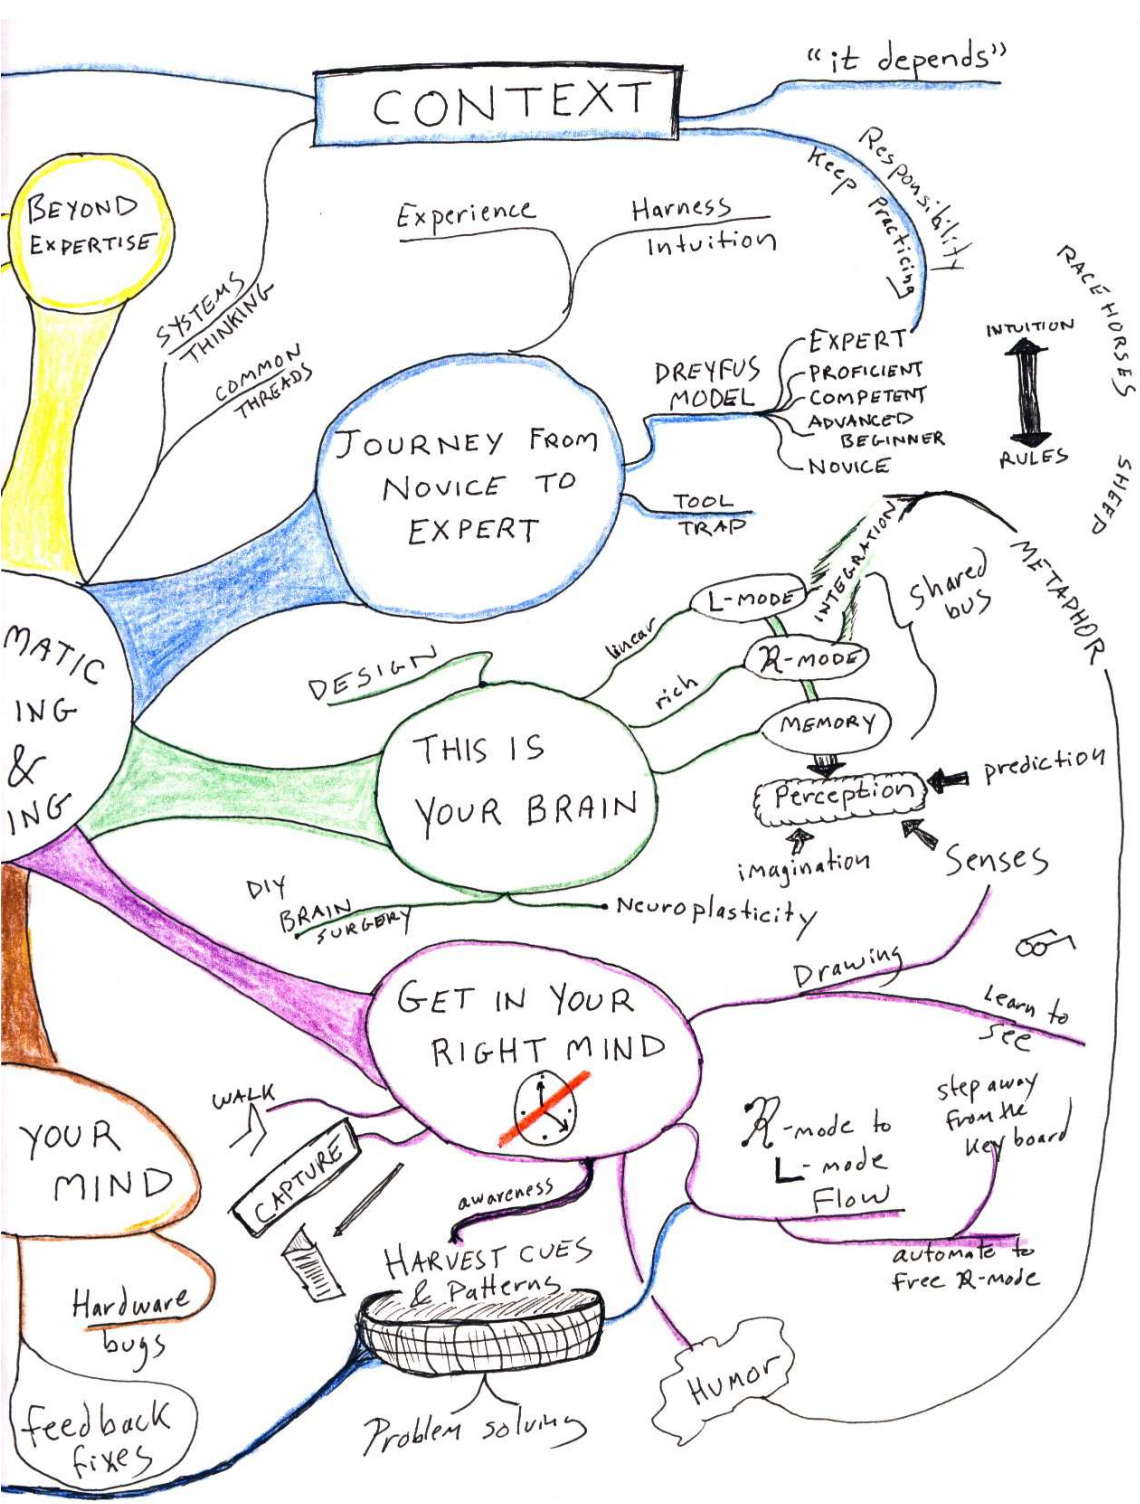 CONTEXT
"it depends"
Responsibility
Keep Practicing
BEYOND
EXPERTISE
SYSTEMS
THINKING
COMMON
THREADS
Experience
Harness
Intuition
RACE HORSES
SHEEP
INTUITION
RULES
DREYFUS
MODEL
EXPERT
PROFICIENT
COMPETENT
ADVANCED
BEGINNER
NOVICE
JOURNEY FROM
NOVICE TO
EXPERT
TOOL
TRAP
MATIC
ING
&
ING
DESIGN
linear
rich
L-MODE
R-MODE
MEMORY
INTEGRATION
Shared
bus
METAPHOR
THIS IS
YOUR BRAIN
Perception
prediction
imagination
Senses
DIY
BRAIN
SURGERY
Neuroplasticity
GET IN YOUR
RIGHT MIND
Drawing
Learn to
see
WALK
CAPTURE
awareness
R-mode to
L-mode
Flow
step away
from the
keyboard
automate to
free R-mode
YOUR
MIND
Hardware
bugs
feedback
fixes
HARVEST CUES
& Patterns
Problem solving
HUMOR